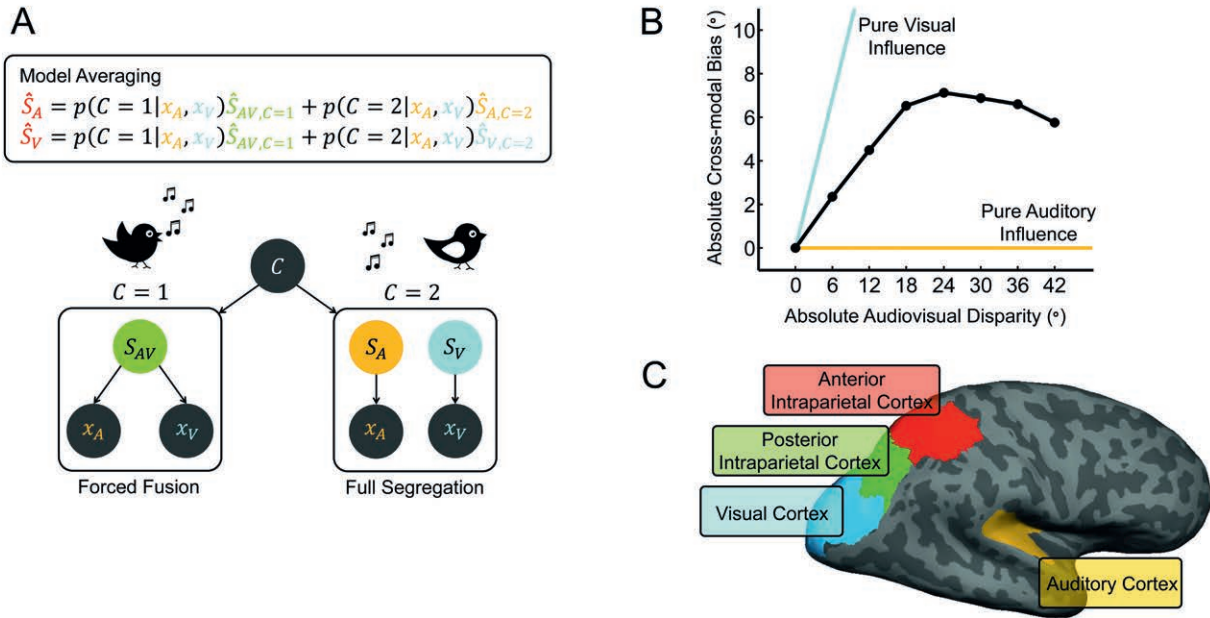 A
Model Averaging
Ŝ_A = p(C = 1|x_A, x_V)Ŝ_AV,C=1 + p(C = 2|x_A, x_V)Ŝ_A,C=2
Ŝ_V = p(C = 1|x_A, x_V)Ŝ_AV,C=1 + p(C = 2|x_A, x_V)Ŝ_V,C=2
C
C = 1
C = 2
S_AV
S_A
S_V
x_A
x_V
x_A
x_V
Forced Fusion
Full Segregation
B
Absolute Cross-modal Bias (°)
10
8
6
4
2
0
Pure Visual
Influence
Pure Auditory
Influence
0 6 12 18 24 30 36 42
Absolute Audiovisual Disparity (°)
C
Anterior
Intraparietal Cortex
Posterior
Intraparietal Cortex
Visual Cortex
Auditory Cortex